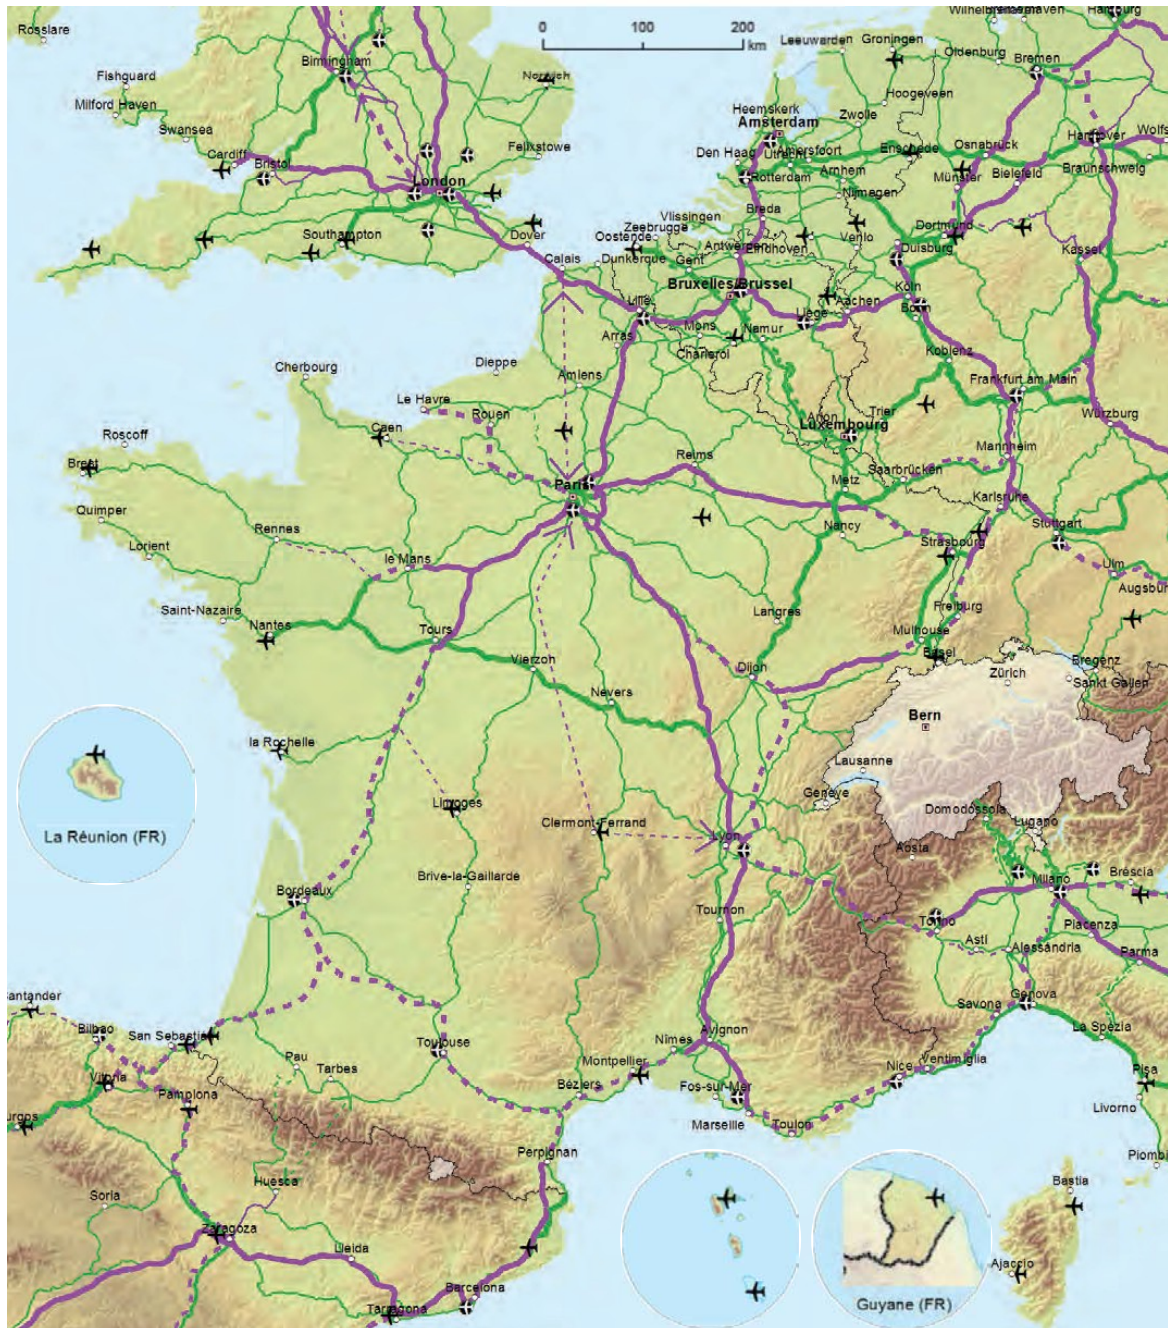 Rosslare
0 100 200
km
Wilhelmshaven
Bremerhaven
Hamburg
Leeuwarden
Groningen
Oldenburg
Bremen
Fishguard
Birmingham
Norwich
Milford Haven
Heemskerk
Hoogeveen
Zwolle
Amsterdam
Swansea
Felixstowe
Den Haag
Utrecht
Amersfoort
Enschede
Osnabrück
Hannover
Wolfs
Cardiff
Bristol
London
Rotterdam
Arnhem
Münster
Bielefeld
Braunschweig
Nijmegen
Vlissingen
Breda
Dortmund
Southampton
Dover
Zeebrugge
Oostende
Antwerpen
Eindhoven
Venlo
Duisburg
Kassel
Calais
Dunkerque
Gent
Bruxelles/Brussel
Lille
Liège
Aachen
Köln
Bonn
Arras
Mons
Namur
Charleroi
Koblenz
Cherbourg
Dieppe
Amiens
Frankfurt am Main
Le Havre
Rouen
Arlon
Trier
Würzburg
Roscoff
Caen
Luxembourg
Mannheim
Brest
Reims
Saarbrücken
Paris
Metz
Karlsruhe
Quimper
Rennes
Nancy
Stuttgart
Lorient
le Mans
Strasbourg
Ulm
Augsbur
Saint-Nazaire
Langres
Freiburg
Nantes
Tours
Mulhouse
Basel
Vierzon
Dijon
Zürich
Bregenz
Sankt Gallen
Nevers
Bern
la Rochelle
Lausanne
La Réunion (FR)
Limoges
Clermont-Ferrand
Lyon
Genève
Domodossola
Lugano
Aosta
Bordeaux
Brive-la-Gaillarde
Milano
Brescia
Tournon
Torino
Piacenza
Asti
Alessandria
Parma
Santander
Savona
Genova
Bilbao
San Sebastia
Toulouse
Nîmes
Avignon
La Spezia
Pau
Tarbes
Montpellier
Nice
Ventimiglia
Vitoria
Béziers
Fos-sur-Mer
Pisa
Pamplona
Burgos
Marseille
Toulon
Livorno
Perpignan
Piombi
Soria
Huesca
Bastia
Zaragoza
Lleida
Ajaccio
Barcelona
Tarragona
Guyane (FR)